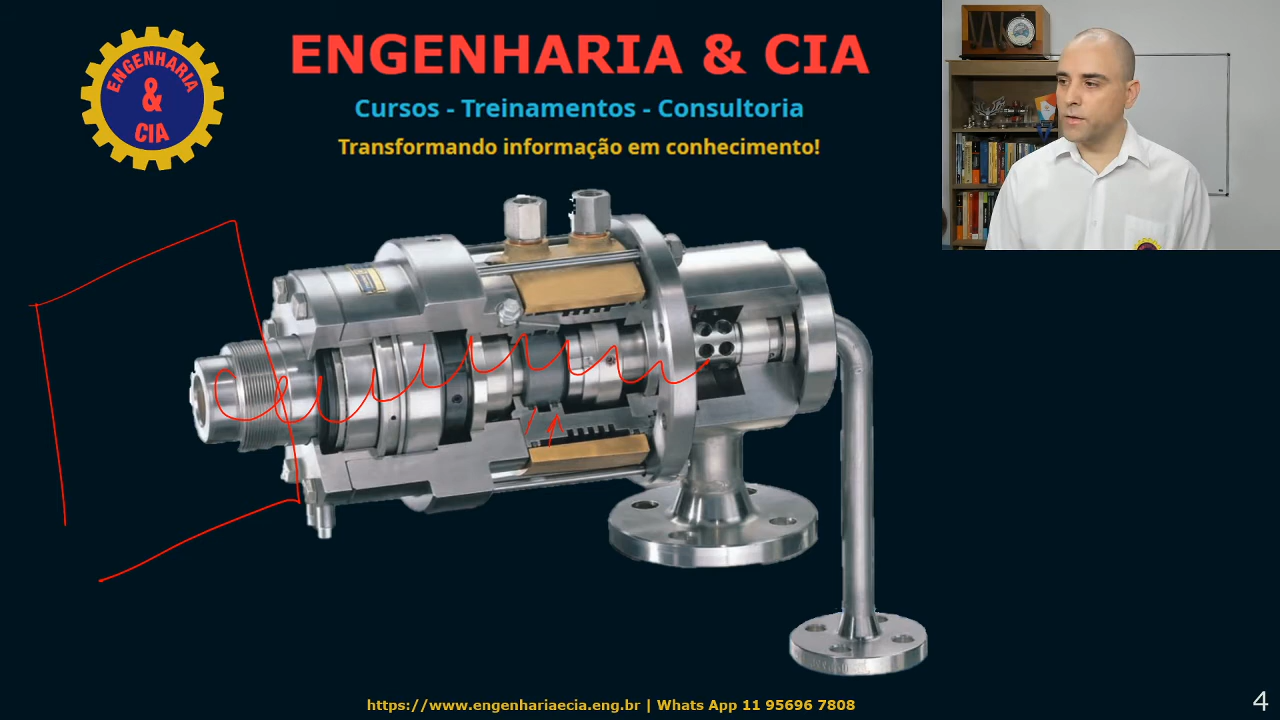 ENGENHARIA
&
CIA
ENGENHARIA & CIA
Cursos - Treinamentos - Consultoria
Transformando informação em conhecimento!
https://www.engenhariaecia.eng.br | Whats App 11 95696 7808
4